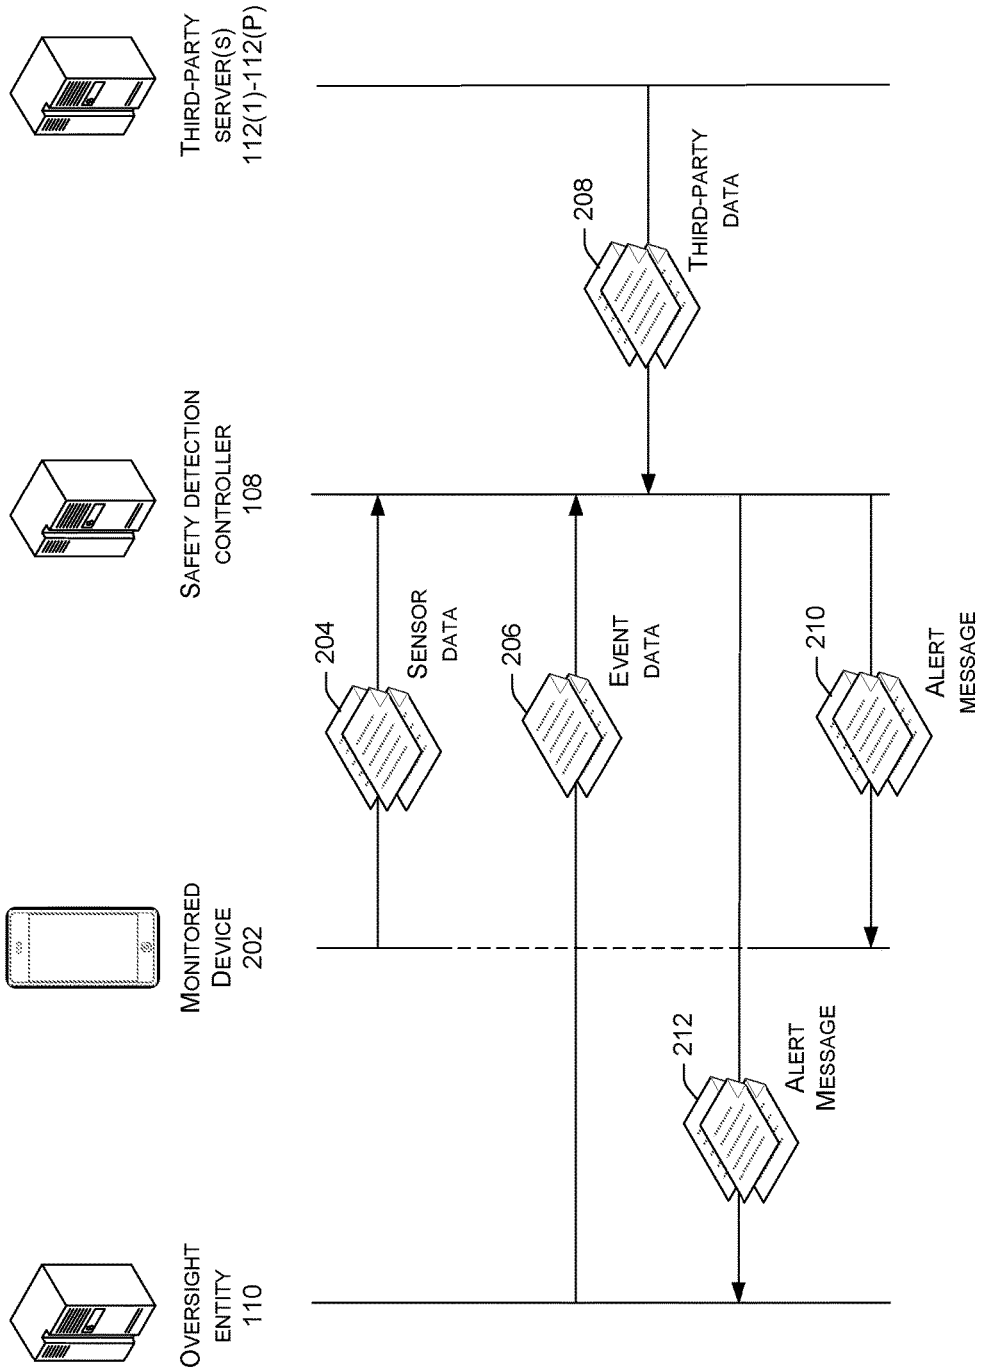 OVERSIGHT
ENTITY
110
MONITORED
DEVICE
202
SAFETY DETECTION
CONTROLLER
108
THIRD-PARTY
SERVER(S)
112(1)-112(P)
204
SENSOR
DATA
206
EVENT
DATA
208
THIRD-PARTY
DATA
212
ALERT
MESSAGE
210
ALERT
MESSAGE